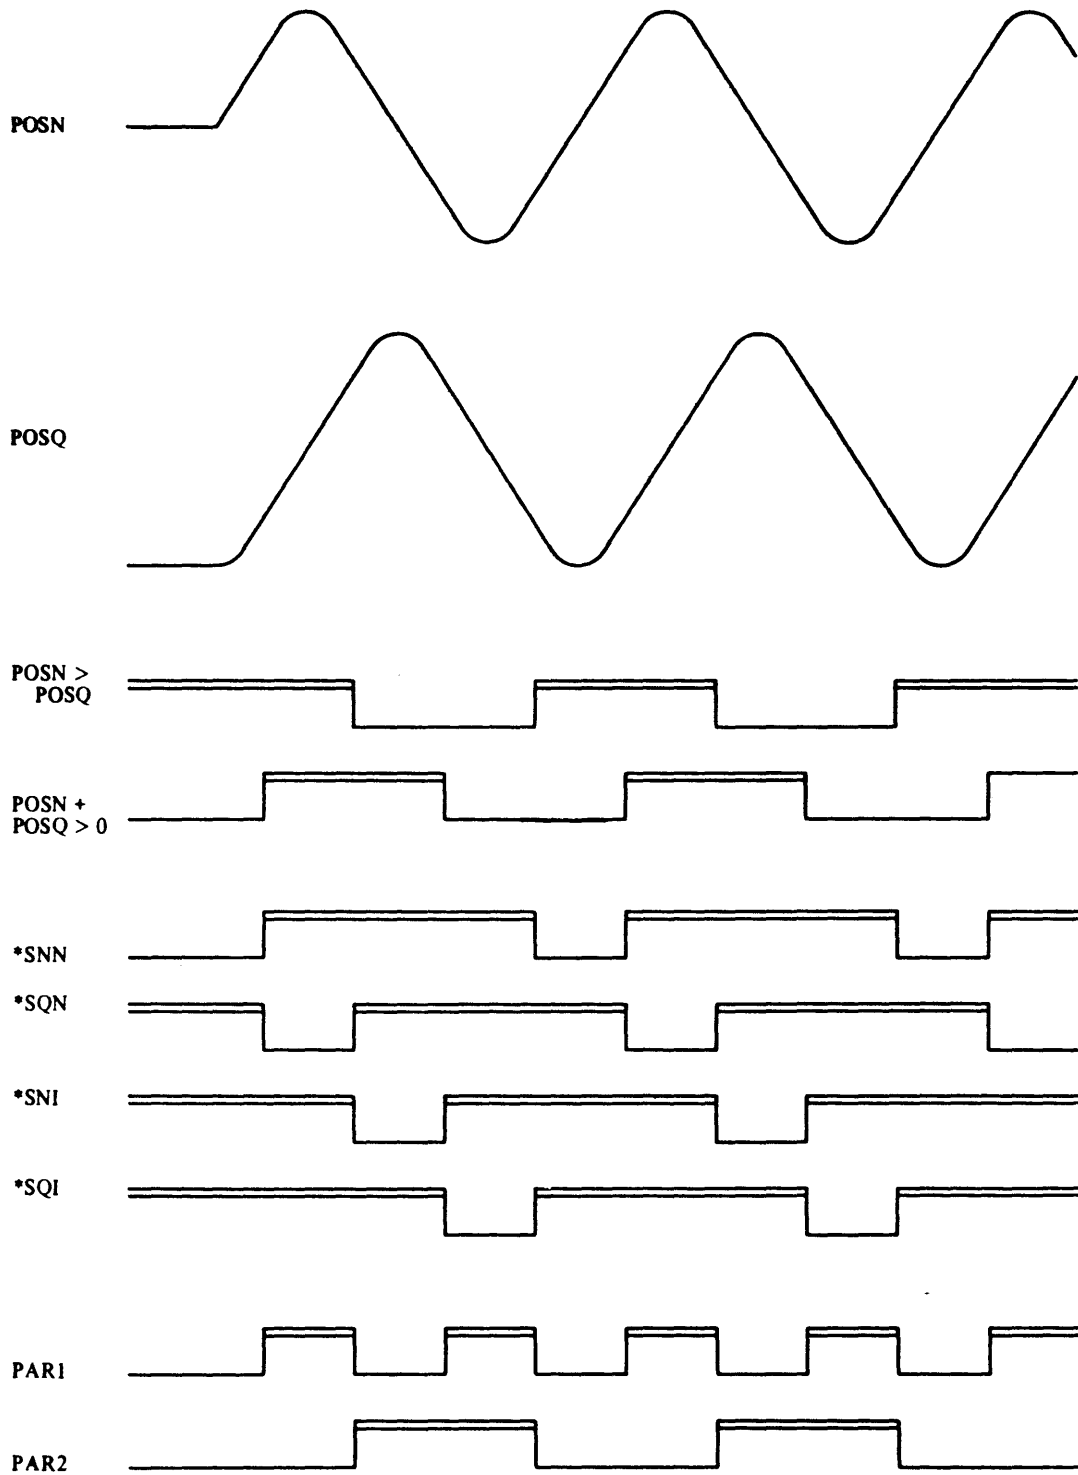 POSN
POSQ
POSN >
POSQ
POSN +
POSQ > 0
*SNN
*SQN
*SNI
*SQI
PAR1
PAR2